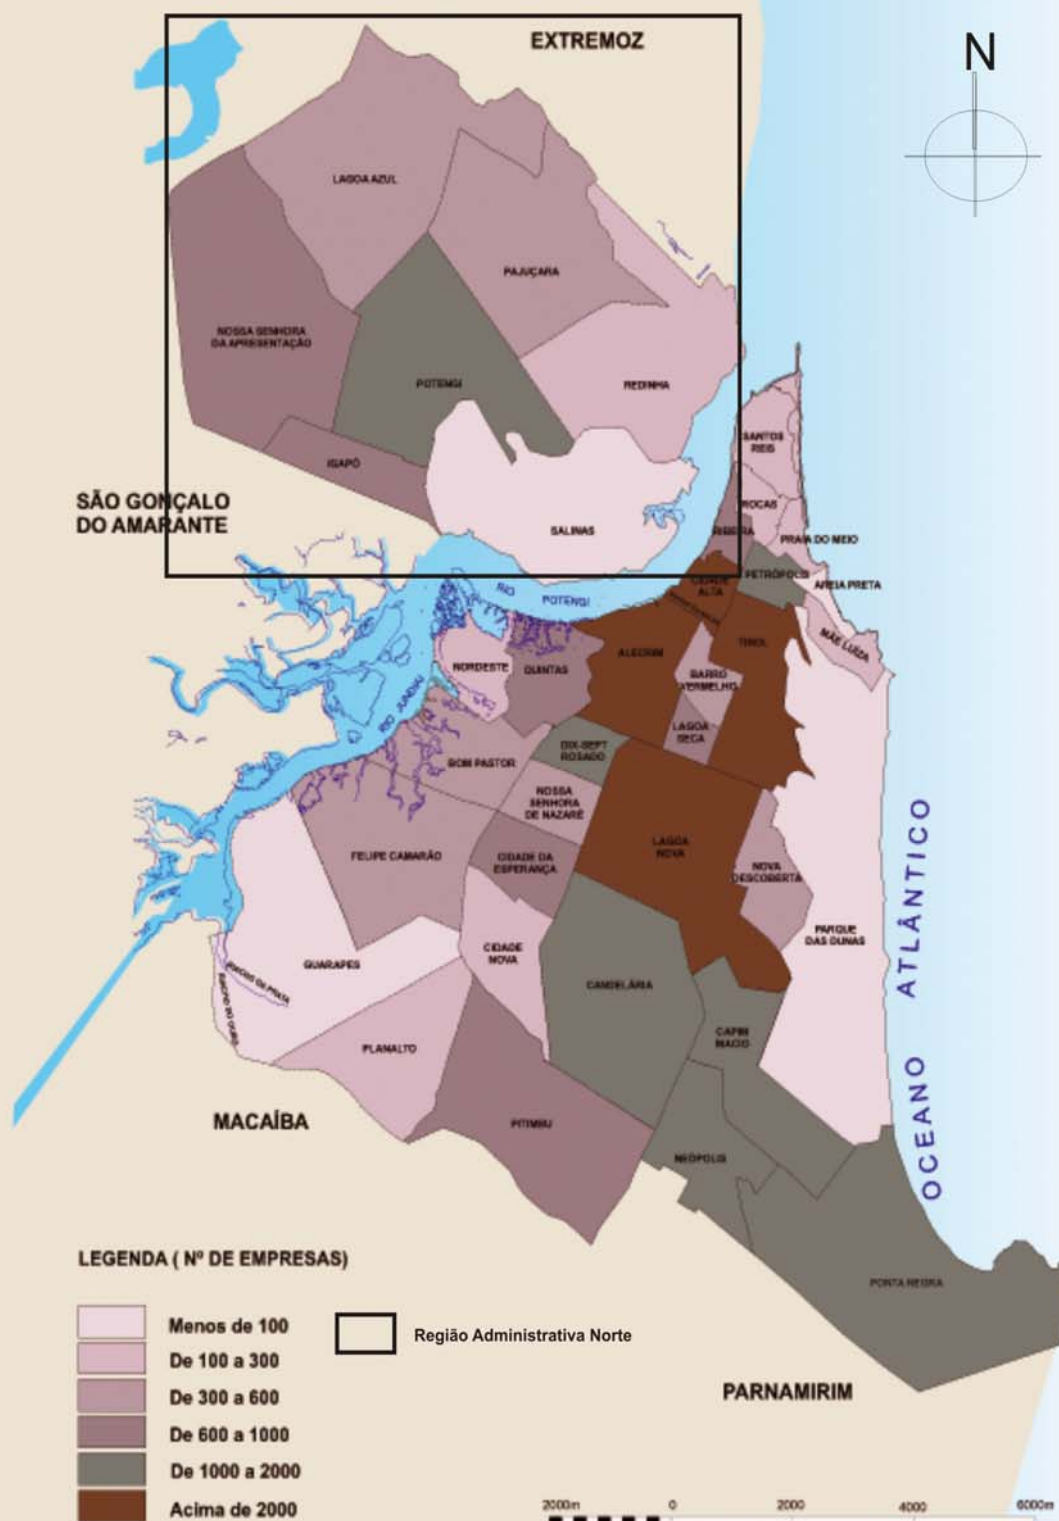 EXTREMOZ
N
LAGOA AZUL
PAJUÇARA
NOSSA SENHORA
DA APRESENTAÇÃO
POTENGI
REDINHA
IGAPÓ
SÃO GONÇALO
DO AMARANTE
SALINAS
SANTOS
REIS
ROCAS
RIBEIRA
PRAIA DO MEIO
PETRÓPOLIS
AREIA PRETA
CIDADE
ALTA
RIO POTENGI
MÃE LUIZA
TIROL
ALECRIM
NORDESTE
QUINTAS
BARRO
VERMELHO
RIO JUNDIAÍ
LAGOA
SECA
DIX-SEPT
ROSADO
BOM PASTOR
NOSSA
SENHORA
DE NAZARÉ
LAGOA
NOVA
FELIPE CAMARÃO
CIDADE DA
ESPERANÇA
NOVA
DESCOBERTA
OCEANO ATLÂNTICO
PARQUE
DAS DUNAS
CIDADE
NOVA
GUARAPES
CANDELÁRIA
CAPIM
MACIO
PLANALTO
MACAÍBA
PITIMBU
NEÓPOLIS
PONTA NEGRA
PARNAMIRIM
LEGENDA ( Nº DE EMPRESAS)
Menos de 100
De 100 a 300
De 300 a 600
De 600 a 1000
De 1000 a 2000
Acima de 2000
Região Administrativa Norte
2000m 0 2000 4000 6000m